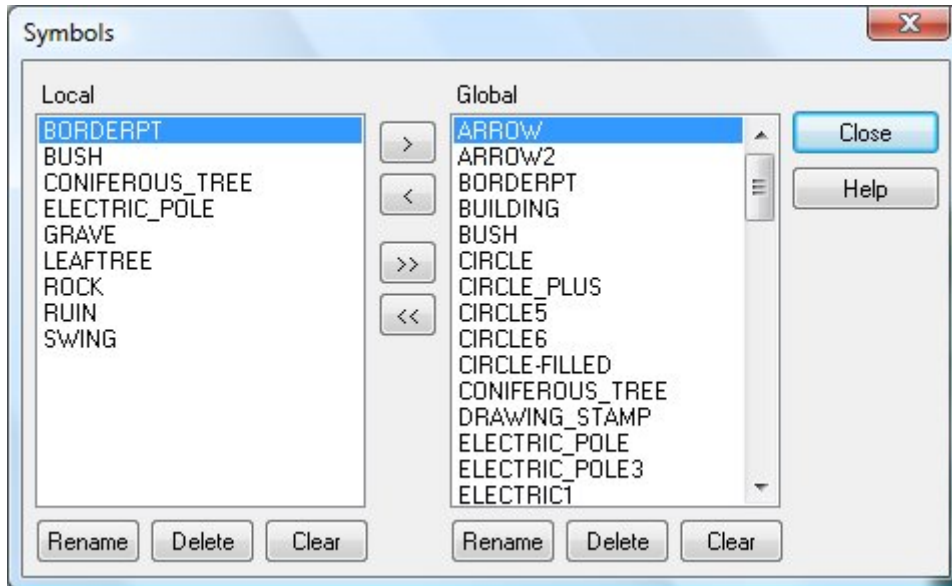 Symbols
Local
BORDERPT
BUSH
CONIFEROUS_TREE
ELECTRIC_POLE
GRAVE
LEAFTREE
ROCK
RUIN
SWING
>
<
>>
<<
Rename Delete Clear
Global
ARROW
ARROW2
BORDERPT
BUILDING
BUSH
CIRCLE
CIRCLE_PLUS
CIRCLE5
CIRCLE6
CIRCLE-FILLED
CONIFEROUS_TREE
DRAWING_STAMP
ELECTRIC_POLE
ELECTRIC_POLE3
ELECTRIC1
Rename Delete Clear
Close
Help